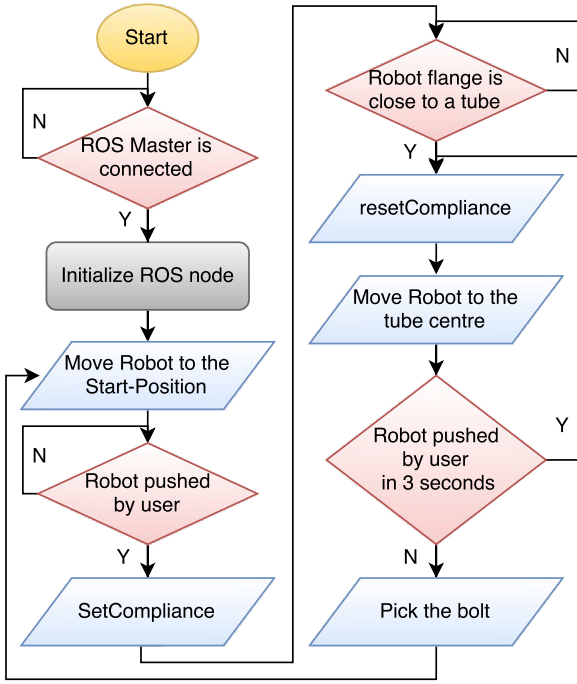 Start
N
ROS Master is
connected
Y
Initialize ROS node
Move Robot to the
Start-Position
N
Robot pushed
by user
Y
SetCompliance
Robot flange is
close to a tube
N
Y
resetCompliance
Move Robot to the
tube centre
Robot pushed
by user
in 3 seconds
Y
N
Pick the bolt